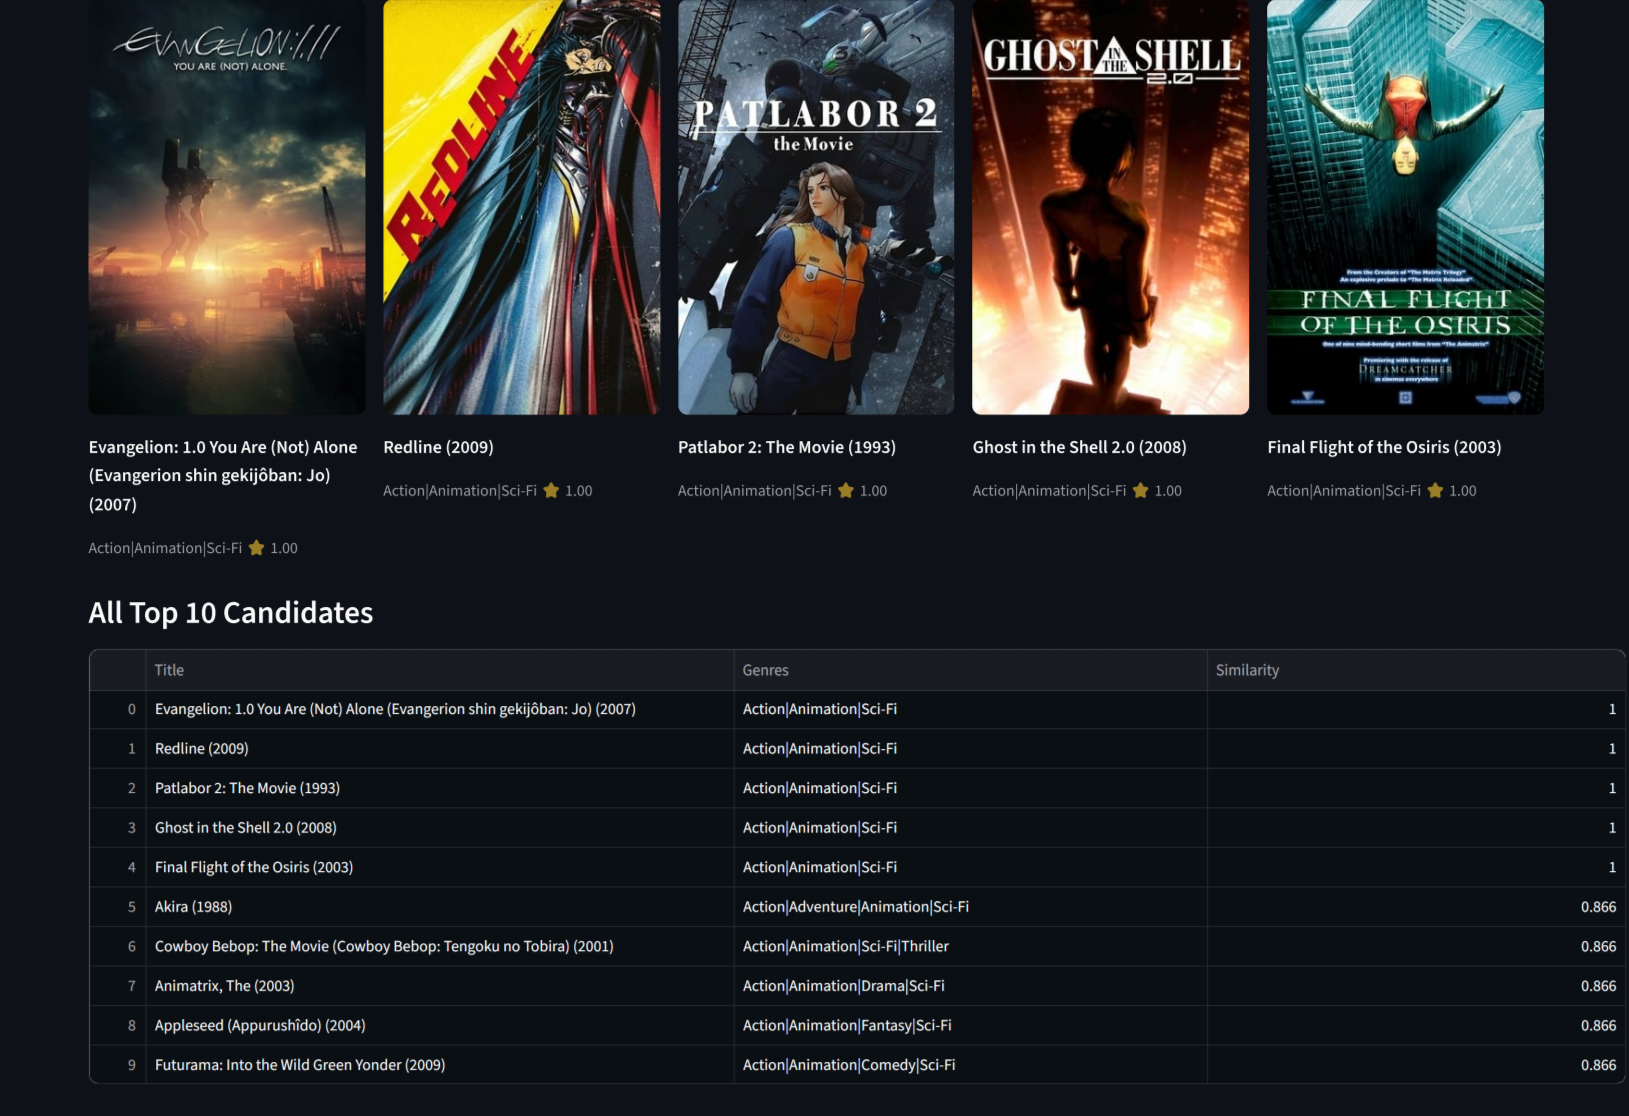 EVANGELION:1.11
YOU ARE (NOT) ALONE.
REDLINE
PATLABOR 2
the Movie
GHOST IN THE SHELL
2.0
From the Creators of "The Matrix Trilogy"
An explosive prelude to "The Matrix Reloaded"
FINAL FLIGHT
OF THE OSIRIS
One of nine mind-bending short films from "The Animatrix"
Premiering with the release of
DREAMCATCHER
in cinemas everywhere
Evangelion: 1.0 You Are (Not) Alone
(Evangerion shin gekijôban: Jo)
(2007)
Action|Animation|Sci-Fi ⭐ 1.00
Redline (2009)
Action|Animation|Sci-Fi ⭐ 1.00
Patlabor 2: The Movie (1993)
Action|Animation|Sci-Fi ⭐ 1.00
Ghost in the Shell 2.0 (2008)
Action|Animation|Sci-Fi ⭐ 1.00
Final Flight of the Osiris (2003)
Action|Animation|Sci-Fi ⭐ 1.00
All Top 10 Candidates
Title Genres Similarity
0 Evangelion: 1.0 You Are (Not) Alone (Evangerion shin gekijôban: Jo) (2007) Action|Animation|Sci-Fi 1
1 Redline (2009) Action|Animation|Sci-Fi 1
2 Patlabor 2: The Movie (1993) Action|Animation|Sci-Fi 1
3 Ghost in the Shell 2.0 (2008) Action|Animation|Sci-Fi 1
4 Final Flight of the Osiris (2003) Action|Animation|Sci-Fi 1
5 Akira (1988) Action|Adventure|Animation|Sci-Fi 0.866
6 Cowboy Bebop: The Movie (Cowboy Bebop: Tengoku no Tobira) (2001) Action|Animation|Sci-Fi|Thriller 0.866
7 Animatrix, The (2003) Action|Animation|Drama|Sci-Fi 0.866
8 Appleseed (Appurushîdo) (2004) Action|Animation|Fantasy|Sci-Fi 0.866
9 Futurama: Into the Wild Green Yonder (2009) Action|Animation|Comedy|Sci-Fi 0.866